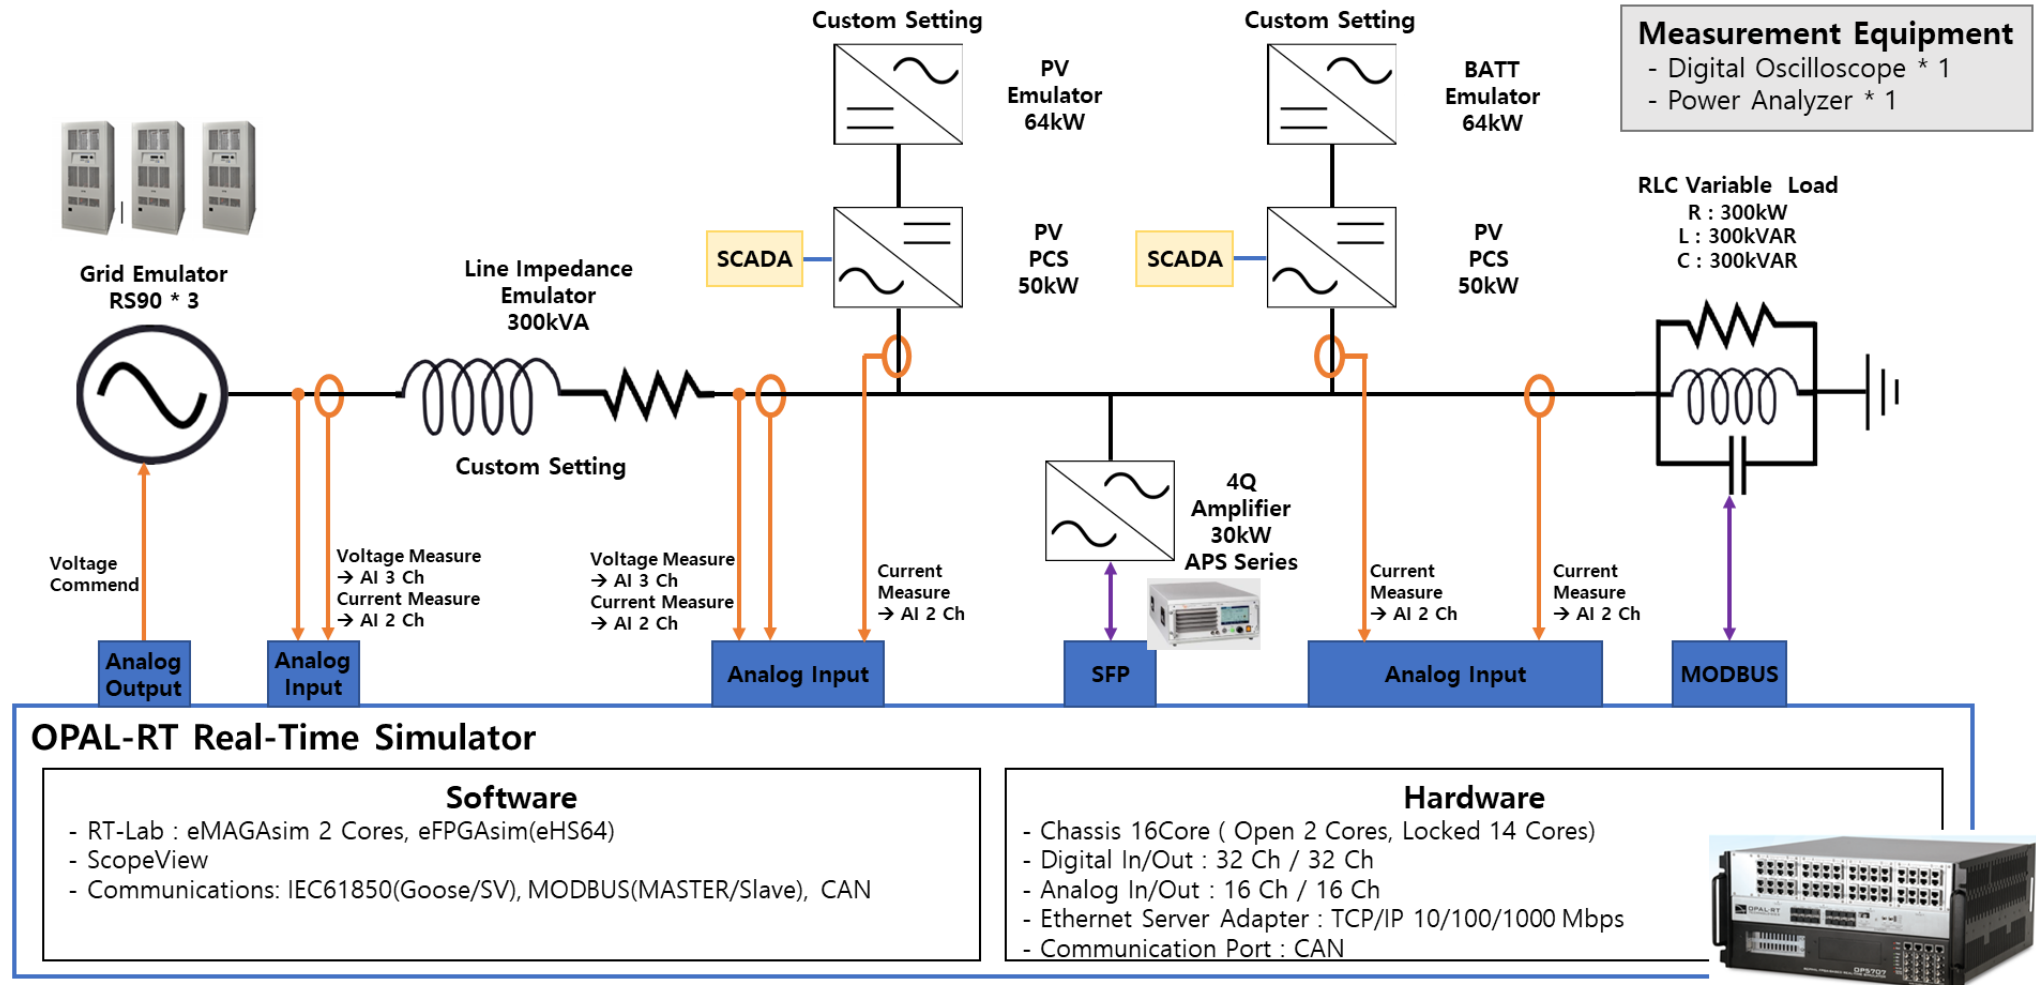 Custom Setting
PV
Emulator
64kW
Custom Setting
BATT
Emulator
64kW
Measurement Equipment
- Digital Oscilloscope * 1
- Power Analyzer * 1
Grid Emulator
RS90 * 3
Line Impedance
Emulator
300kVA
Custom Setting
SCADA
PV
PCS
50kW
SCADA
PV
PCS
50kW
RLC Variable Load
R : 300kW
L : 300kVAR
C : 300kVAR
4Q
Amplifier
30kW
APS Series
Voltage
Commend
Voltage Measure
→ AI 3 Ch
Current Measure
→ AI 2 Ch
Voltage Measure
→ AI 3 Ch
Current Measure
→ AI 2 Ch
Current
Measure
→ AI 2 Ch
Current
Measure
→ AI 2 Ch
Current
Measure
→ AI 2 Ch
Analog
Output
Analog
Input
Analog Input
SFP
Analog Input
MODBUS
OPAL-RT Real-Time Simulator
Software
- RT-Lab : eMAGAsim 2 Cores, eFPGAsim(eHS64)
- ScopeView
- Communications: IEC61850(Goose/SV), MODBUS(MASTER/Slave), CAN
Hardware
- Chassis 16Core ( Open 2 Cores, Locked 14 Cores)
- Digital In/Out : 32 Ch / 32 Ch
- Analog In/Out : 16 Ch / 16 Ch
- Ethernet Server Adapter : TCP/IP 10/100/1000 Mbps
- Communication Port : CAN
OPAL-RT
OP5707